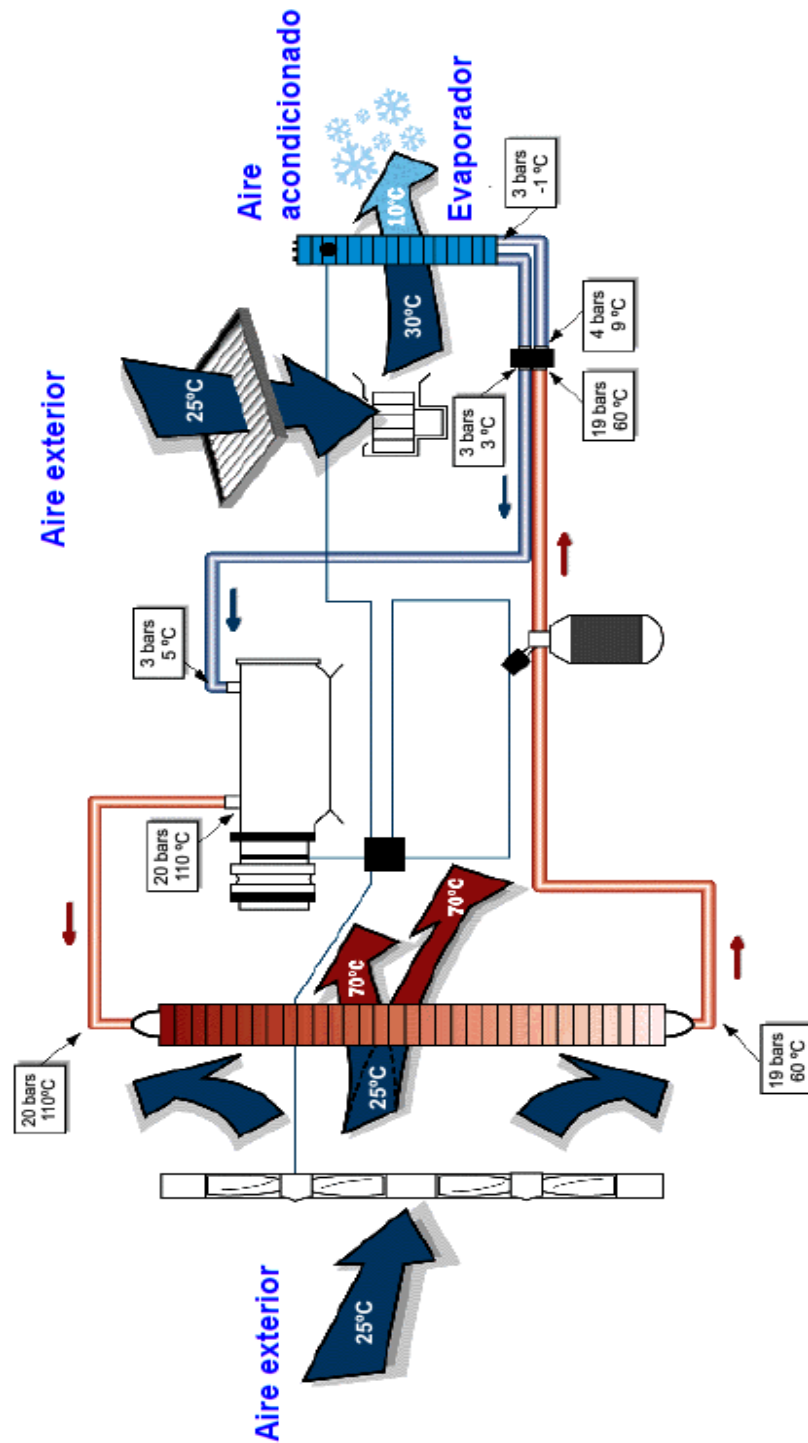 Aire exterior
25ºC
20 bars
110ºC
25ºC
70ºC
70ºC
19 bars
60 ºC
20 bars
110 ºC
3 bars
5 ºC
Aire exterior
25ºC
3 bars
3 ºC
19 bars
60 ºC
4 bars
9 ºC
30ºC
10ºC
Aire
acondicionado
Evaporador
3 bars
-1 ºC